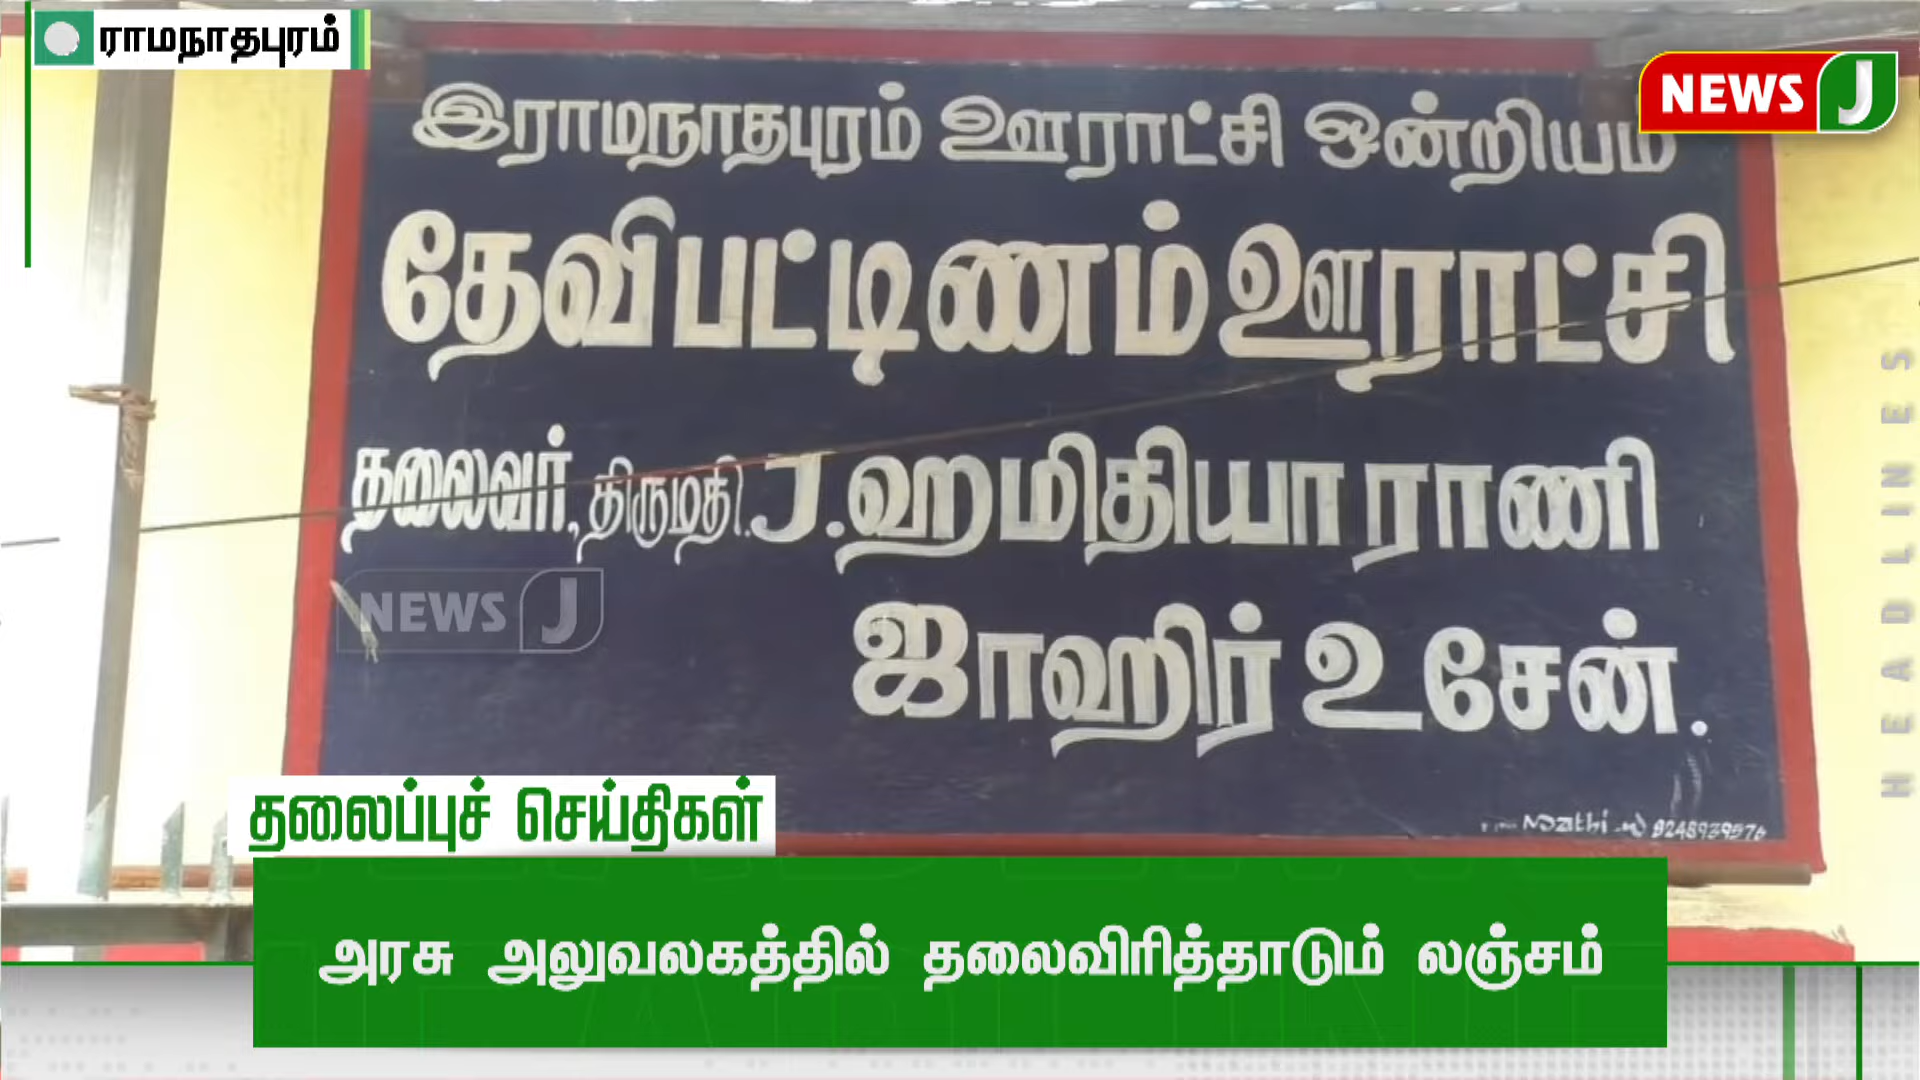 ராமநாதபுரம்
NEWS J
இராமநாதபுரம் ஊராட்சி ஒன்றியம்
தேவிபட்டிணம் ஊராட்சி
தலைவர், திருமதி. J. ஹமிதியா ராணி
NEWS J
ஜாஹிர் உசேன்.
HEADLINES
தலைப்புச் செய்திகள்
அரசு அலுவலகத்தில் தலைவிரித்தாடும் லஞ்சம்